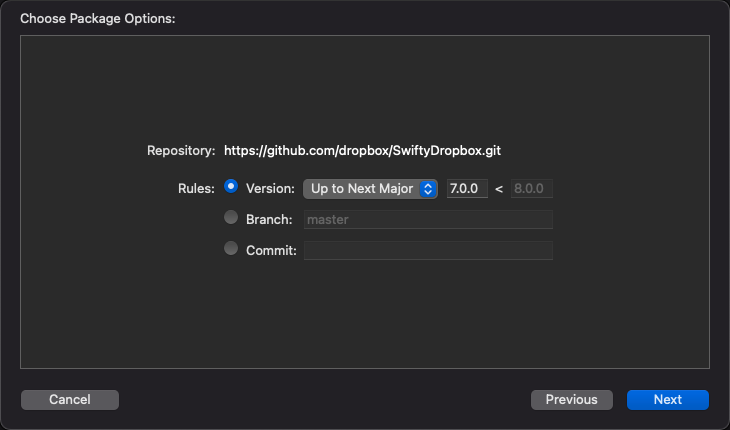 Choose Package Options:
Repository: https://github.com/dropbox/SwiftyDropbox.git
Rules: Version: Up to Next Major 7.0.0 < 8.0.0
Branch: master
Commit:
Cancel Previous Next